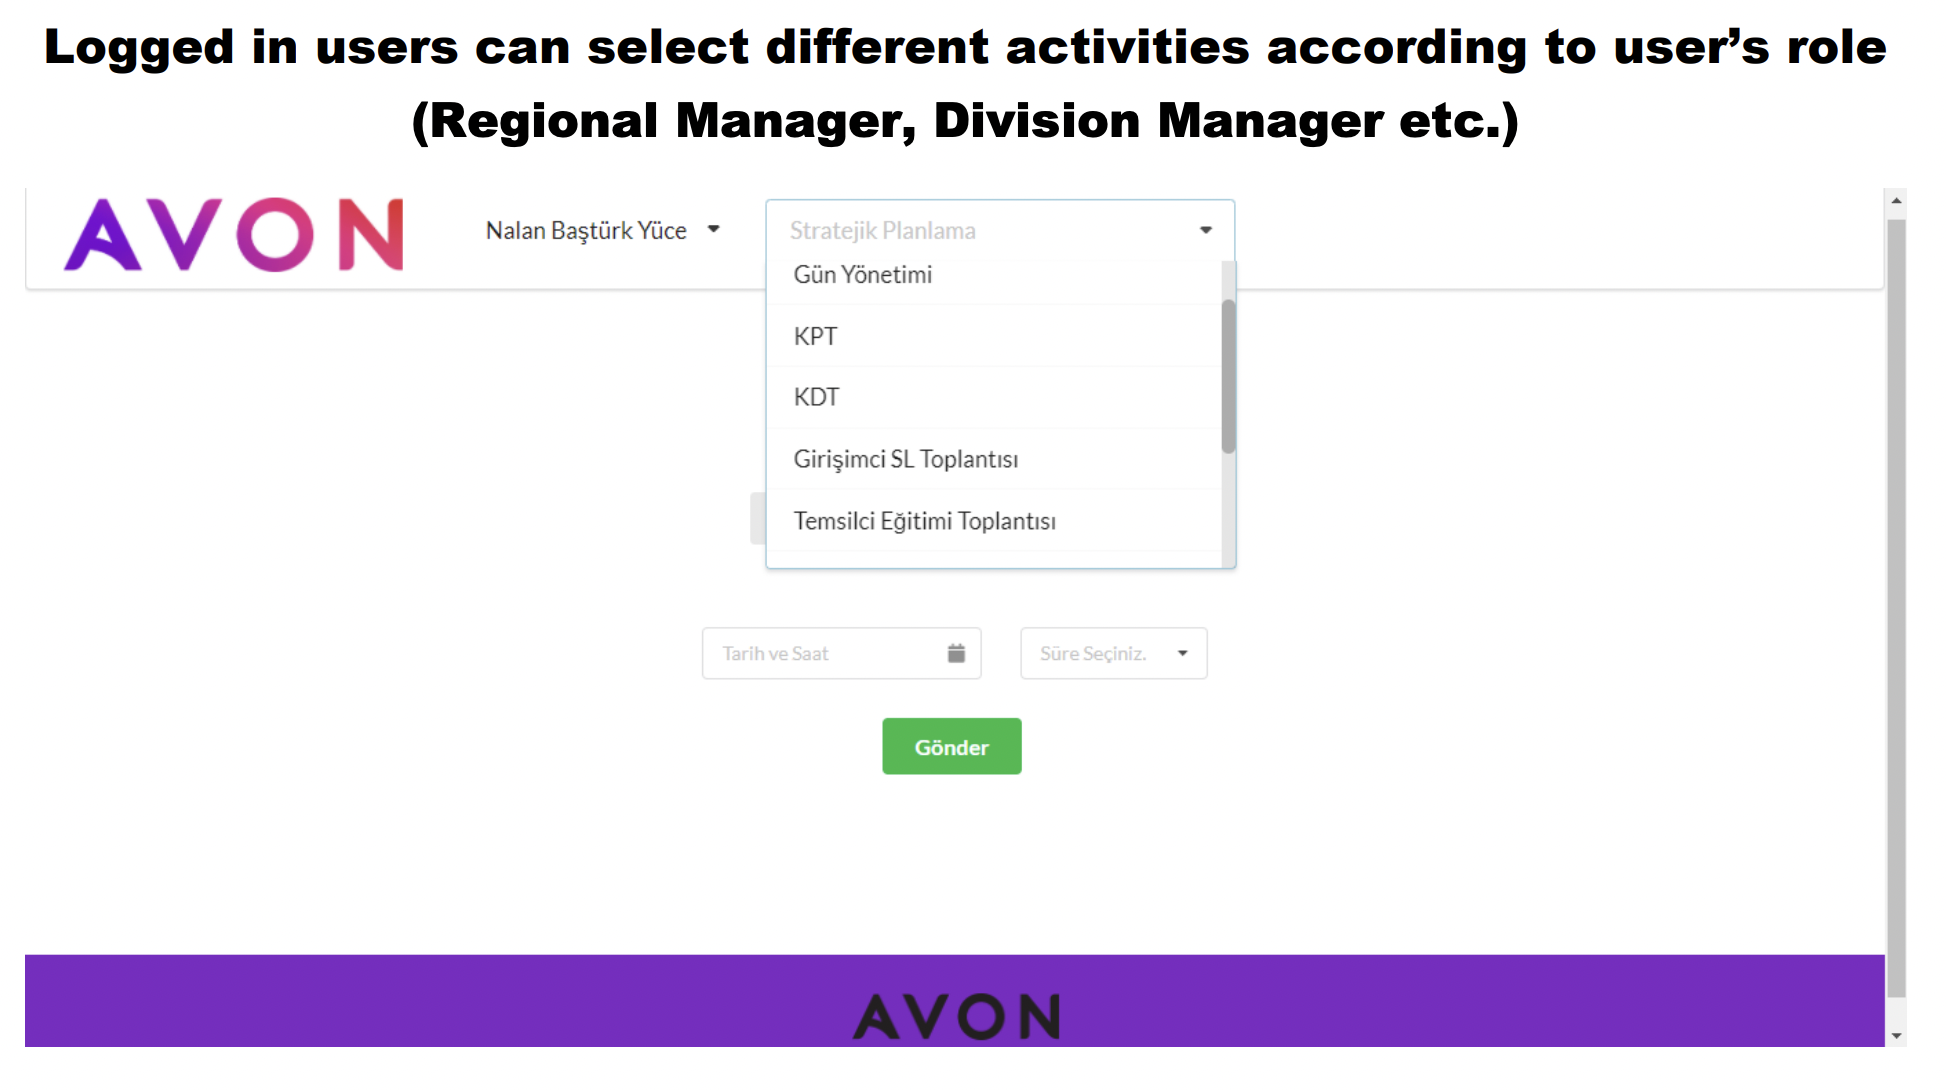 Logged in users can select different activities according to user’s role
(Regional Manager, Division Manager etc.)
AVON
Nalan Baştürk Yüce
Stratejik Planlama
Gün Yönetimi
KPT
KDT
Girişimci SL Toplantısı
Temsilci Eğitimi Toplantısı
Tarih ve Saat
Süre Seçiniz.
Gönder
AVON